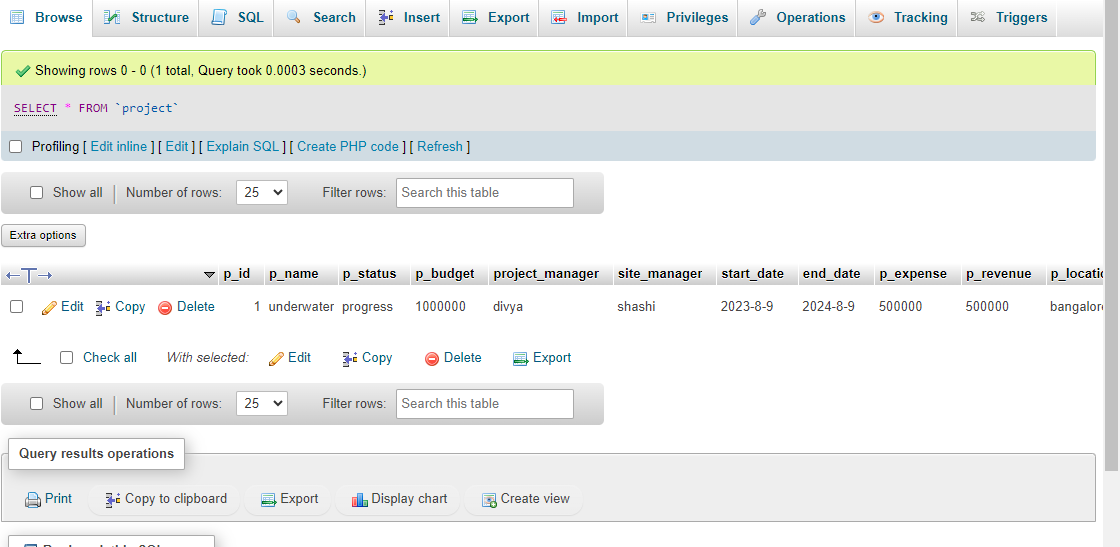 Browse Structure SQL Search Insert Export Import Privileges Operations Tracking Triggers
Showing rows 0 - 0 (1 total, Query took 0.0003 seconds.)
SELECT * FROM `project`
Profiling [ Edit inline ] [ Edit ] [ Explain SQL ] [ Create PHP code ] [ Refresh ]
Show all Number of rows: 25 Filter rows: Search this table
Extra options
p_id p_name p_status p_budget project_manager site_manager start_date end_date p_expense p_revenue
Edit Copy Delete 1 underwater progress 1000000 divya shashi 2023-8-9 2024-8-9 500000 500000
Check all With selected: Edit Copy Delete Export
Show all Number of rows: 25 Filter rows: Search this table
Query results operations
Print Copy to clipboard Export Display chart Create view